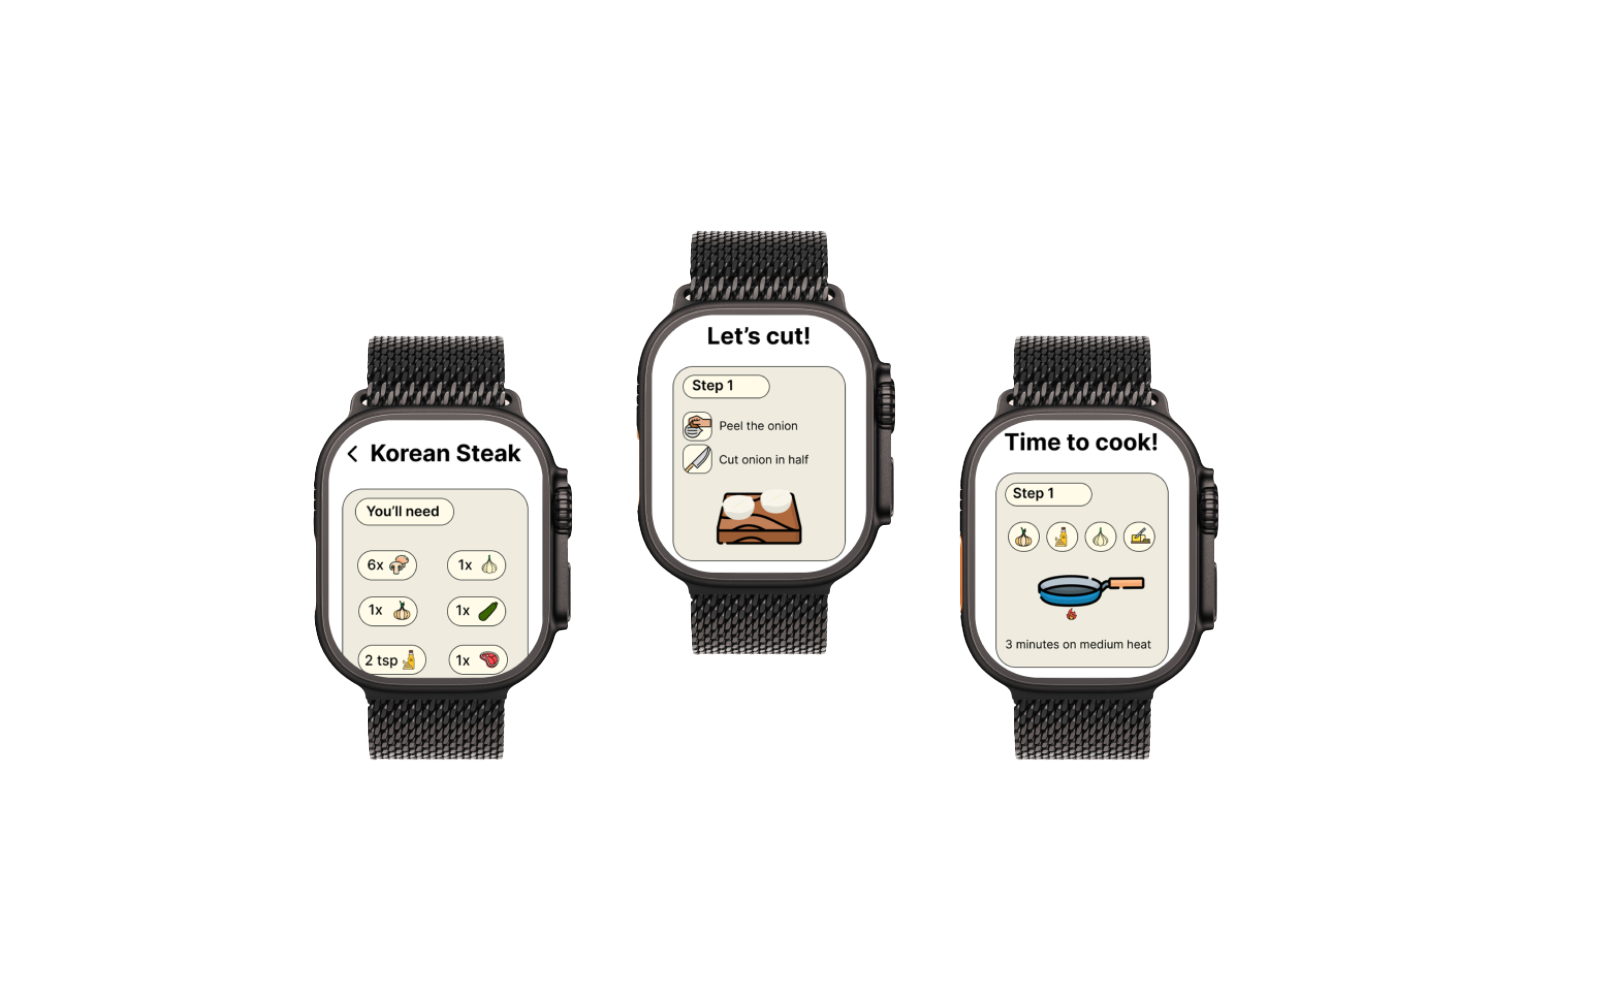 Korean Steak
You'll need
6x
1x
1x
1x
2 tsp
1x
Let's cut!
Step 1
Peel the onion
Cut onion in half
Time to cook!
Step 1
3 minutes on medium heat